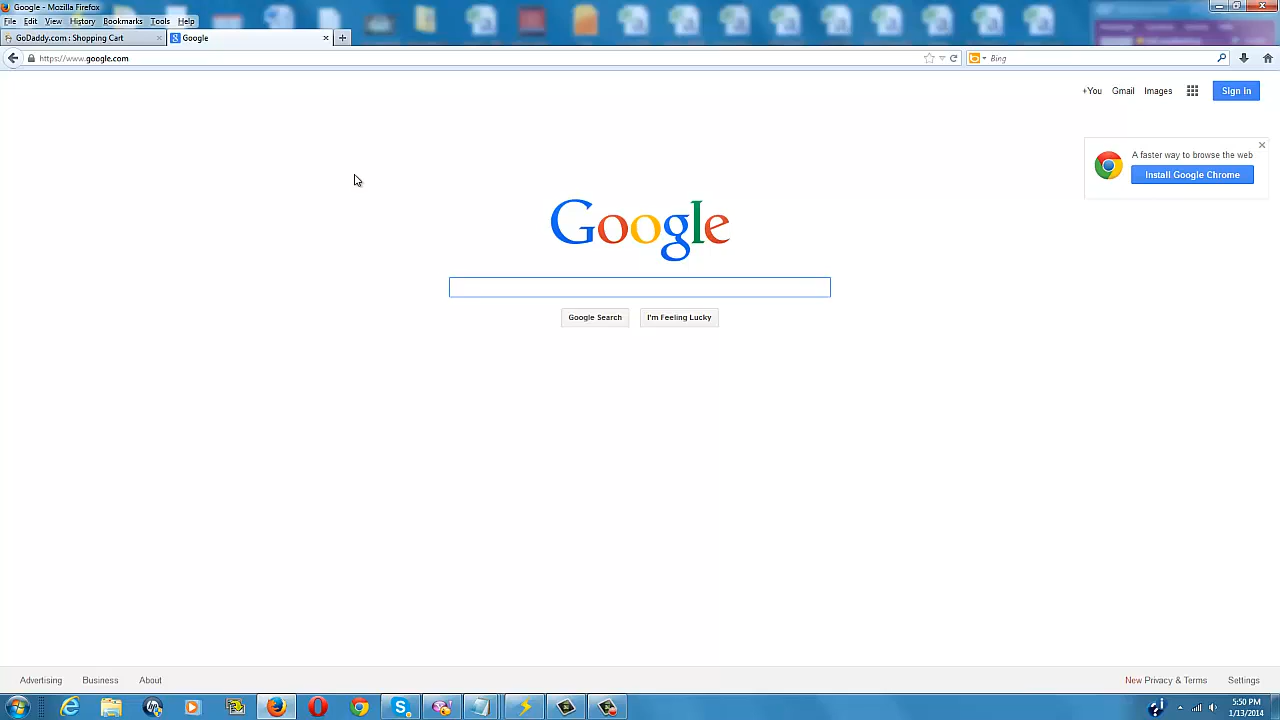 Google - Mozilla Firefox
File Edit View History Bookmarks Tools Help
GoDaddy.com : Shopping Cart
Google
https://www.google.com
Bing
+You Gmail Images Sign in
A faster way to browse the web
Install Google Chrome
Google
Google Search
I'm Feeling Lucky
Advertising Business About
New Privacy & Terms Settings
5:50 PM
1/13/2014